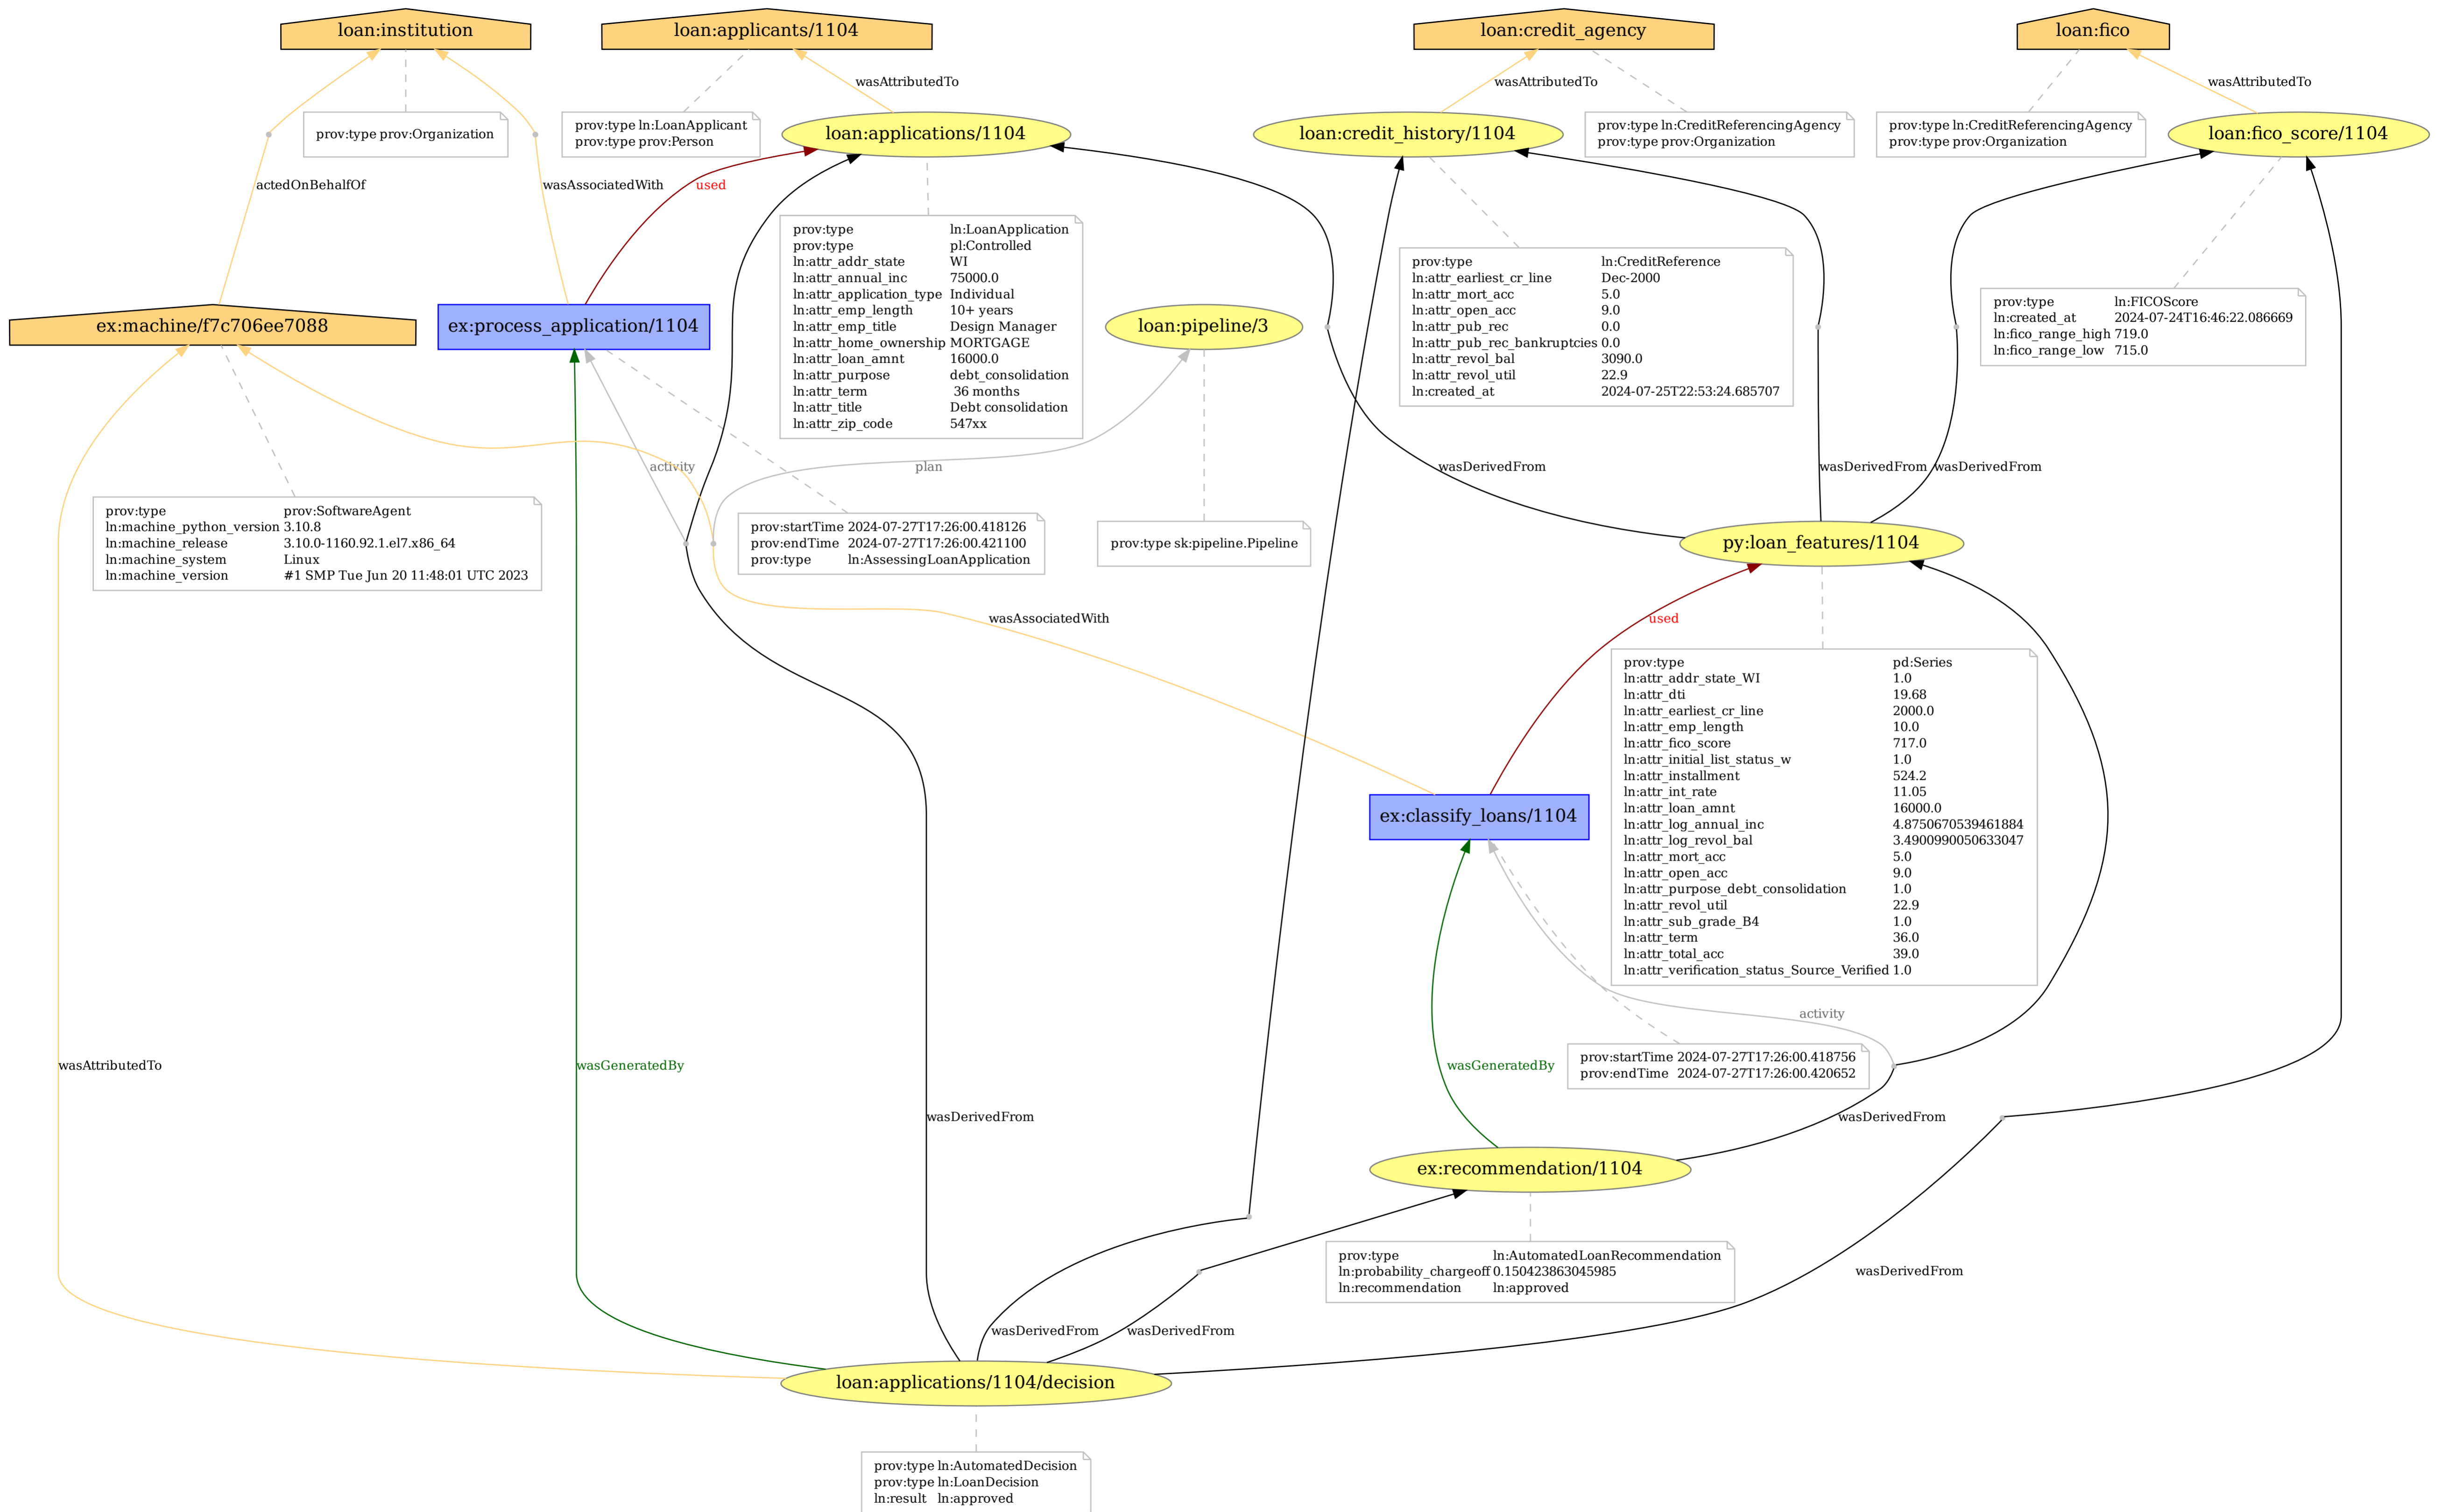 loan:institution
loan:applicants/1104
loan:credit_agency
loan:fico
wasAttributedTo
wasAttributedTo
wasAttributedTo
prov:type prov:Organization
prov:type ln:LoanApplicant
prov:type prov:Person
loan:applications/1104
loan:credit_history/1104
prov:type ln:CreditReferencingAgency
prov:type prov:Organization
prov:type ln:CreditReferencingAgency
prov:type prov:Organization
loan:fico_score/1104
actedOnBehalfOf
wasAssociatedWith
used
prov:type ln:LoanApplication
prov:type pl:Controlled
ln:attr_addr_state WI
ln:attr_annual_inc 75000.0
ln:attr_application_type Individual
ln:attr_emp_length 10+ years
ln:attr_emp_title Design Manager
ln:attr_home_ownership MORTGAGE
ln:attr_loan_amnt 16000.0
ln:attr_purpose debt_consolidation
ln:attr_term 36 months
ln:attr_title Debt consolidation
ln:attr_zip_code 547xx
prov:type ln:CreditReference
ln:attr_earliest_cr_line Dec-2000
ln:attr_mort_acc 5.0
ln:attr_open_acc 9.0
ln:attr_pub_rec 0.0
ln:attr_pub_rec_bankruptcies 0.0
ln:attr_revol_bal 3090.0
ln:attr_revol_util 22.9
ln:created_at 2024-07-25T22:53:24.685707
prov:type ln:FICOScore
ln:created_at 2024-07-24T16:46:22.086669
ln:fico_range_high 719.0
ln:fico_range_low 715.0
ex:machine/f7c706ee7088
ex:process_application/1104
loan:pipeline/3
activity
plan
wasDerivedFrom
wasDerivedFrom
wasDerivedFrom
prov:type prov:SoftwareAgent
ln:machine_python_version 3.10.8
ln:machine_release 3.10.0-1160.92.1.el7.x86_64
ln:machine_system Linux
ln:machine_version #1 SMP Tue Jun 20 11:48:01 UTC 2023
prov:startTime 2024-07-27T17:26:00.418126
prov:endTime 2024-07-27T17:26:00.421100
prov:type ln:AssessingLoanApplication
prov:type sk:pipeline.Pipeline
py:loan_features/1104
wasAssociatedWith
used
prov:type pd:Series
ln:attr_addr_state_WI 1.0
ln:attr_dti 19.68
ln:attr_earliest_cr_line 2000.0
ln:attr_emp_length 10.0
ln:attr_fico_score 717.0
ln:attr_initial_list_status_w 1.0
ln:attr_installment 524.2
ln:attr_int_rate 11.05
ln:attr_loan_amnt 16000.0
ln:attr_log_annual_inc 4.8750670539461884
ln:attr_log_revol_bal 3.4900990050633047
ln:attr_mort_acc 5.0
ln:attr_open_acc 9.0
ln:attr_purpose_debt_consolidation 1.0
ln:attr_revol_util 22.9
ln:attr_sub_grade_B4 1.0
ln:attr_term 36.0
ln:attr_total_acc 39.0
ln:attr_verification_status_Source_Verified 1.0
ex:classify_loans/1104
activity
wasAttributedTo
wasGeneratedBy
wasGeneratedBy
prov:startTime 2024-07-27T17:26:00.418756
prov:endTime 2024-07-27T17:26:00.420652
wasDerivedFrom
wasDerivedFrom
ex:recommendation/1104
prov:type ln:AutomatedLoanRecommendation
ln:probability_chargeoff 0.150423863045985
ln:recommendation ln:approved
wasDerivedFrom
wasDerivedFrom
wasDerivedFrom
loan:applications/1104/decision
prov:type ln:AutomatedDecision
prov:type ln:LoanDecision
ln:result ln:approved